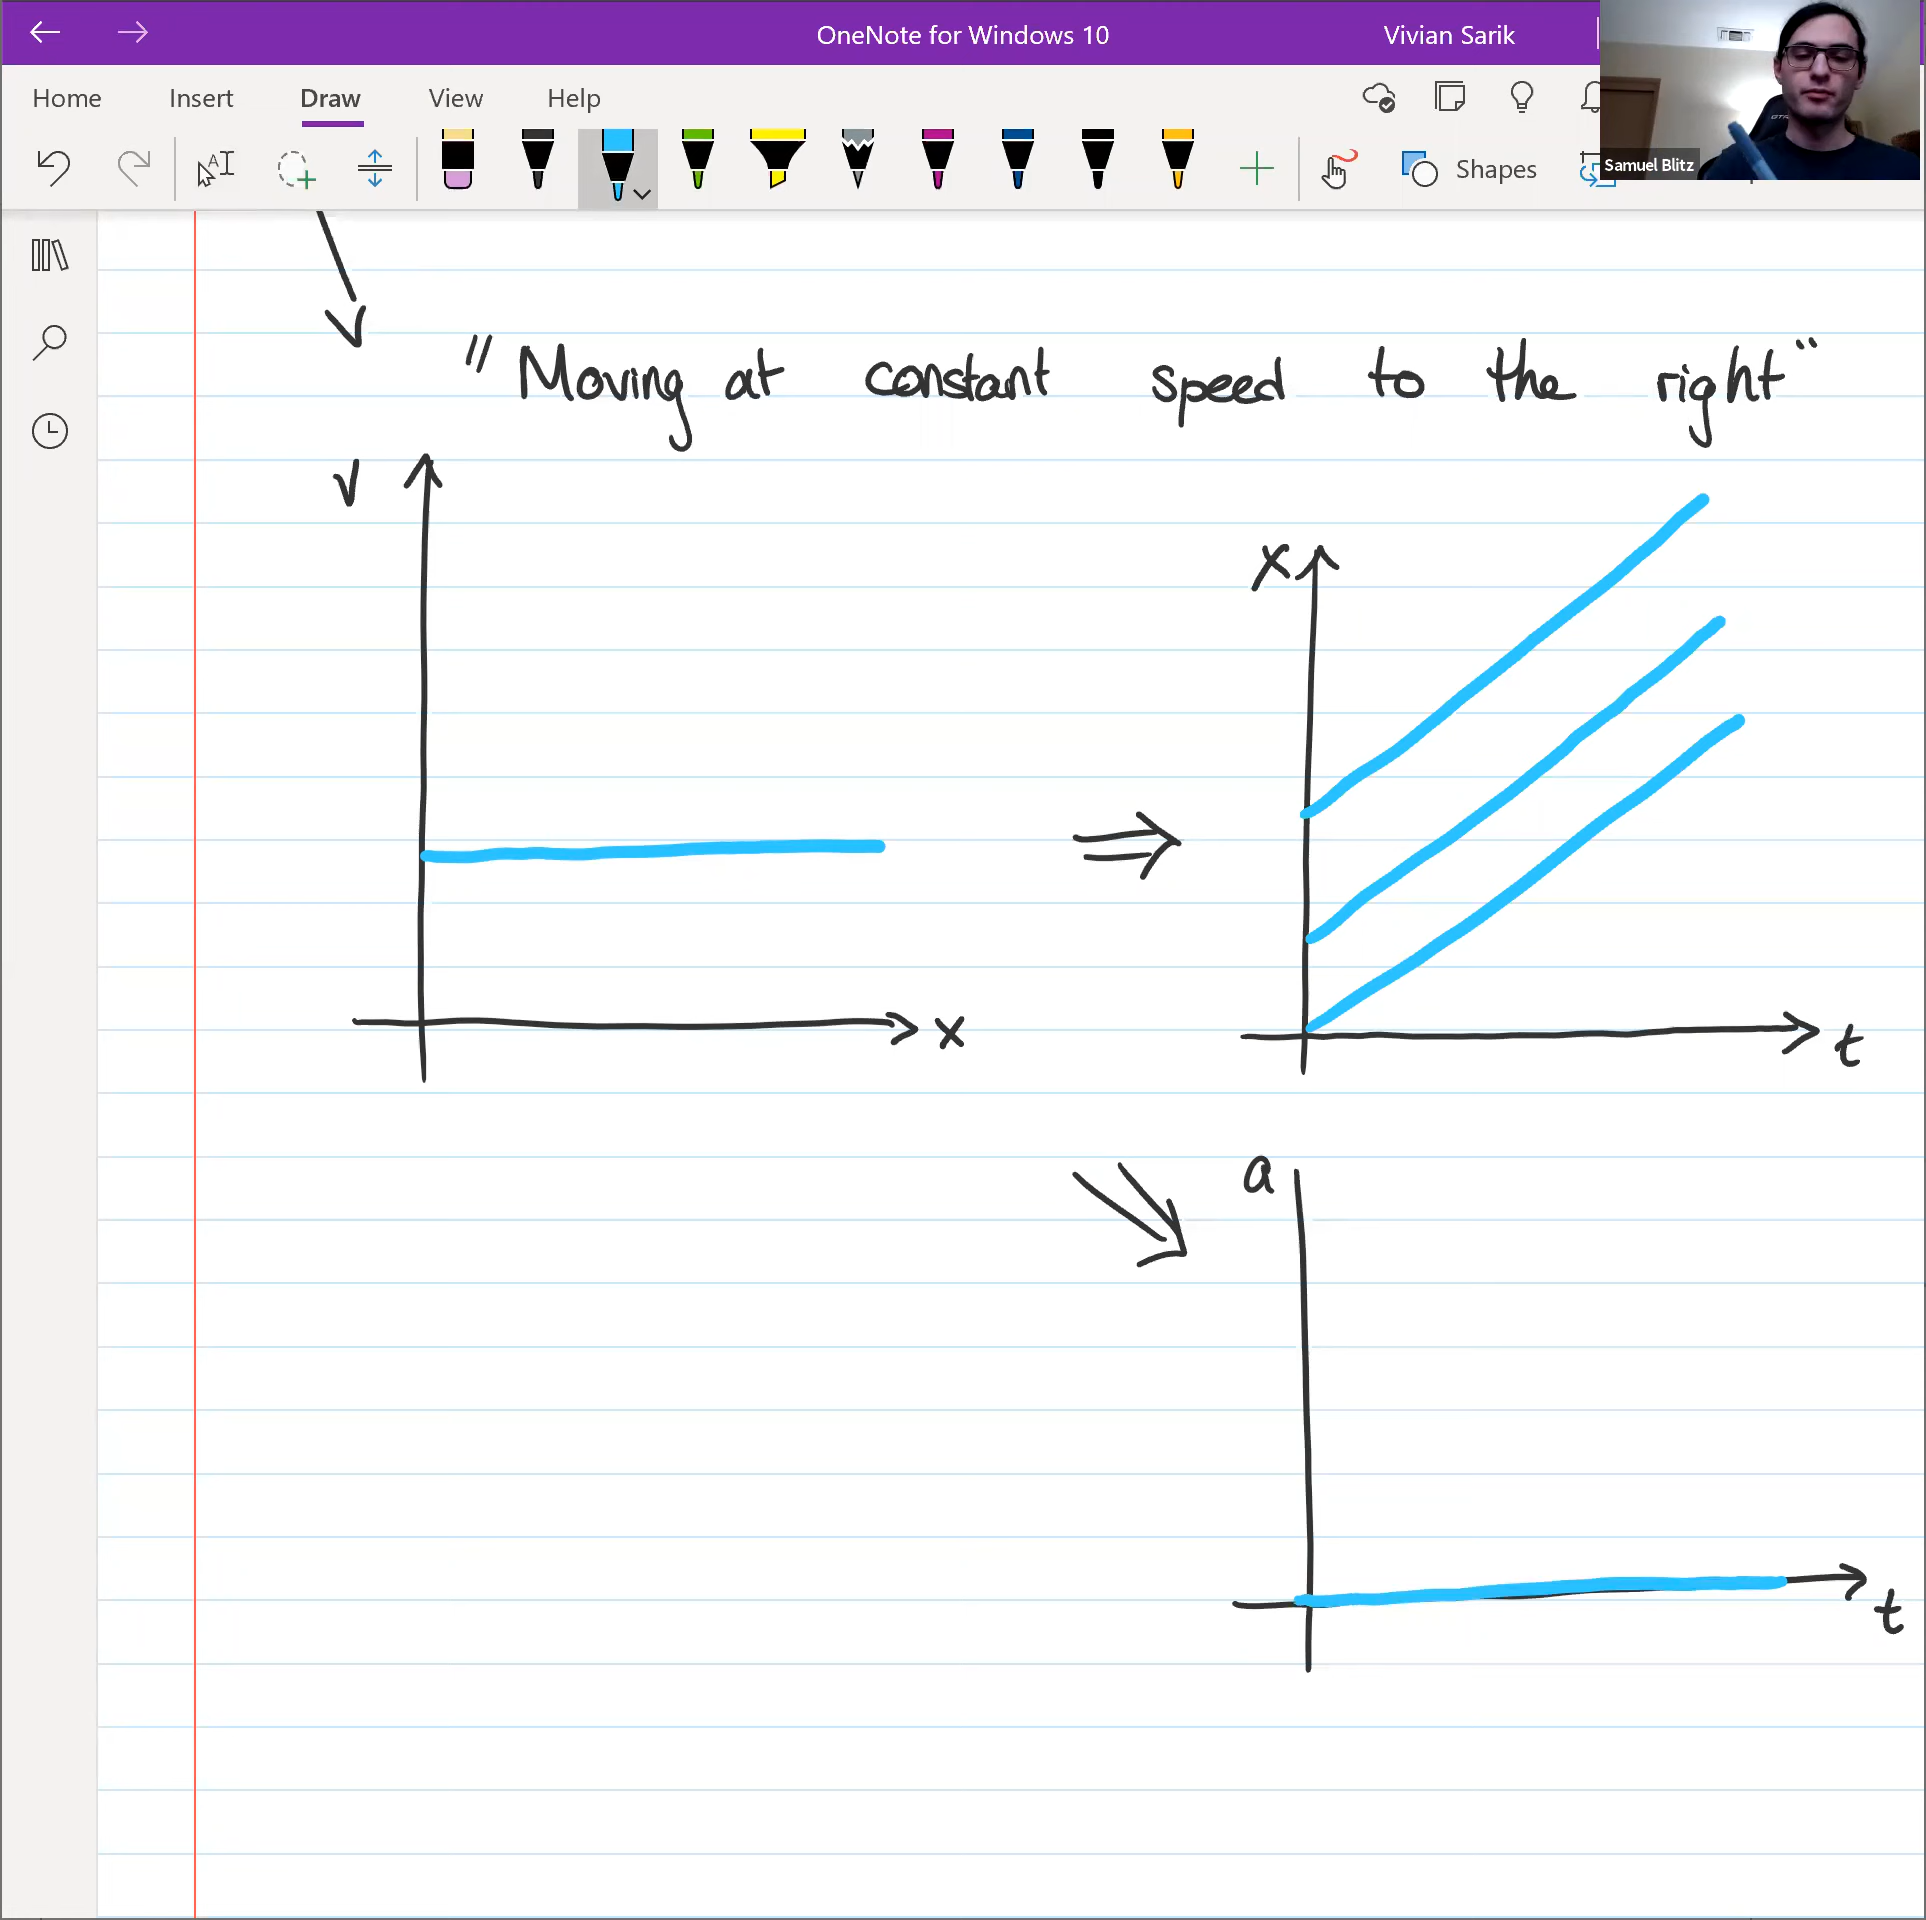 OneNote for Windows 10
Vivian Sarik
Home Insert Draw View Help
Shapes
Samuel Blitz
"Moving at constant speed to the right"
v
x
x
t
a
t